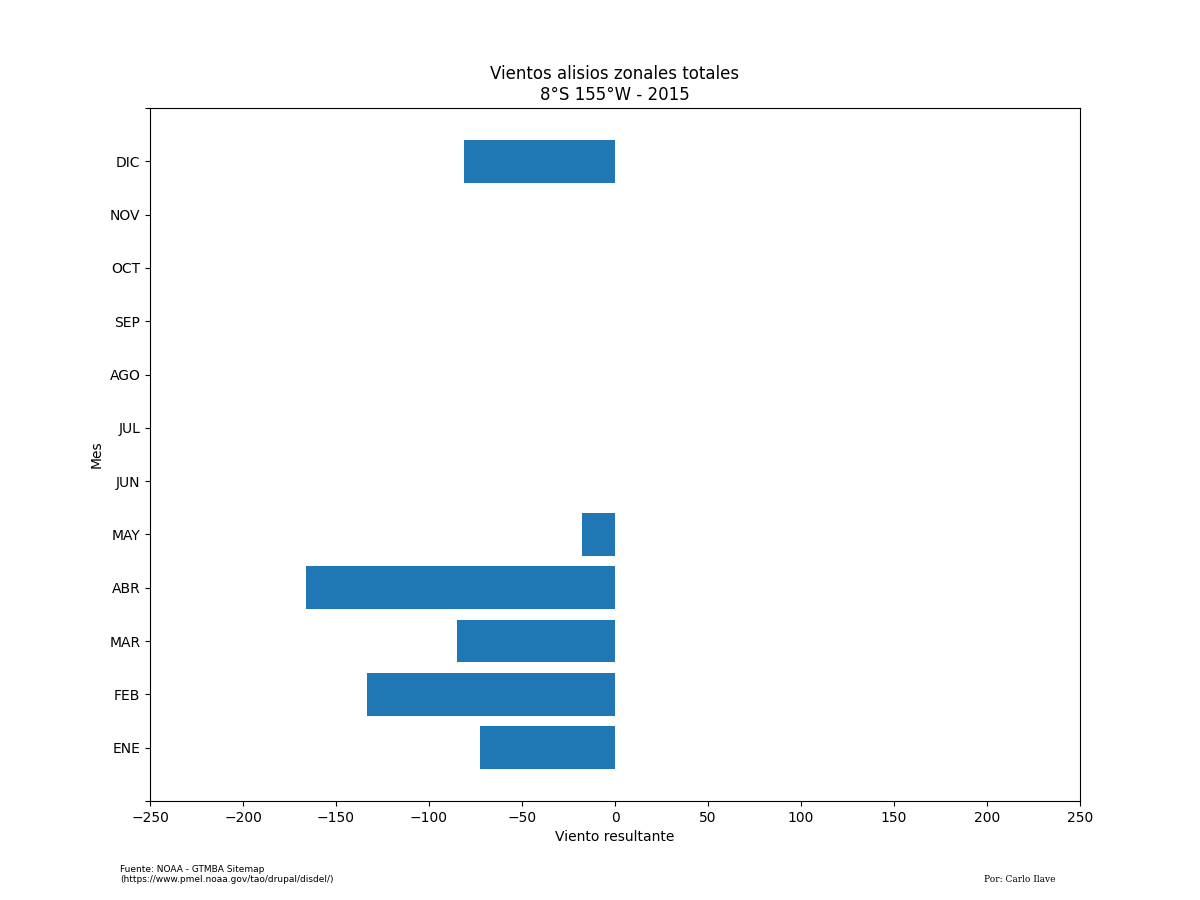 Vientos alisios zonales totales
8°S 155°W - 2015
DIC
NOV
OCT
SEP
AGO
JUL
JUN
MAY
ABR
MAR
FEB
ENE
Mes
−250 −200 −150 −100 −50 0 50 100 150 200 250
Viento resultante
Fuente: NOAA - GTMBA Sitemap
(https://www.pmel.noaa.gov/tao/drupal/disdel/)
Por: Carlo Ilave